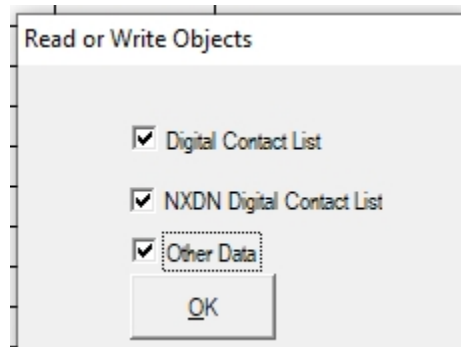 Read or Write Objects
Digital Contact List
NXDN Digital Contact List
Other Data
OK